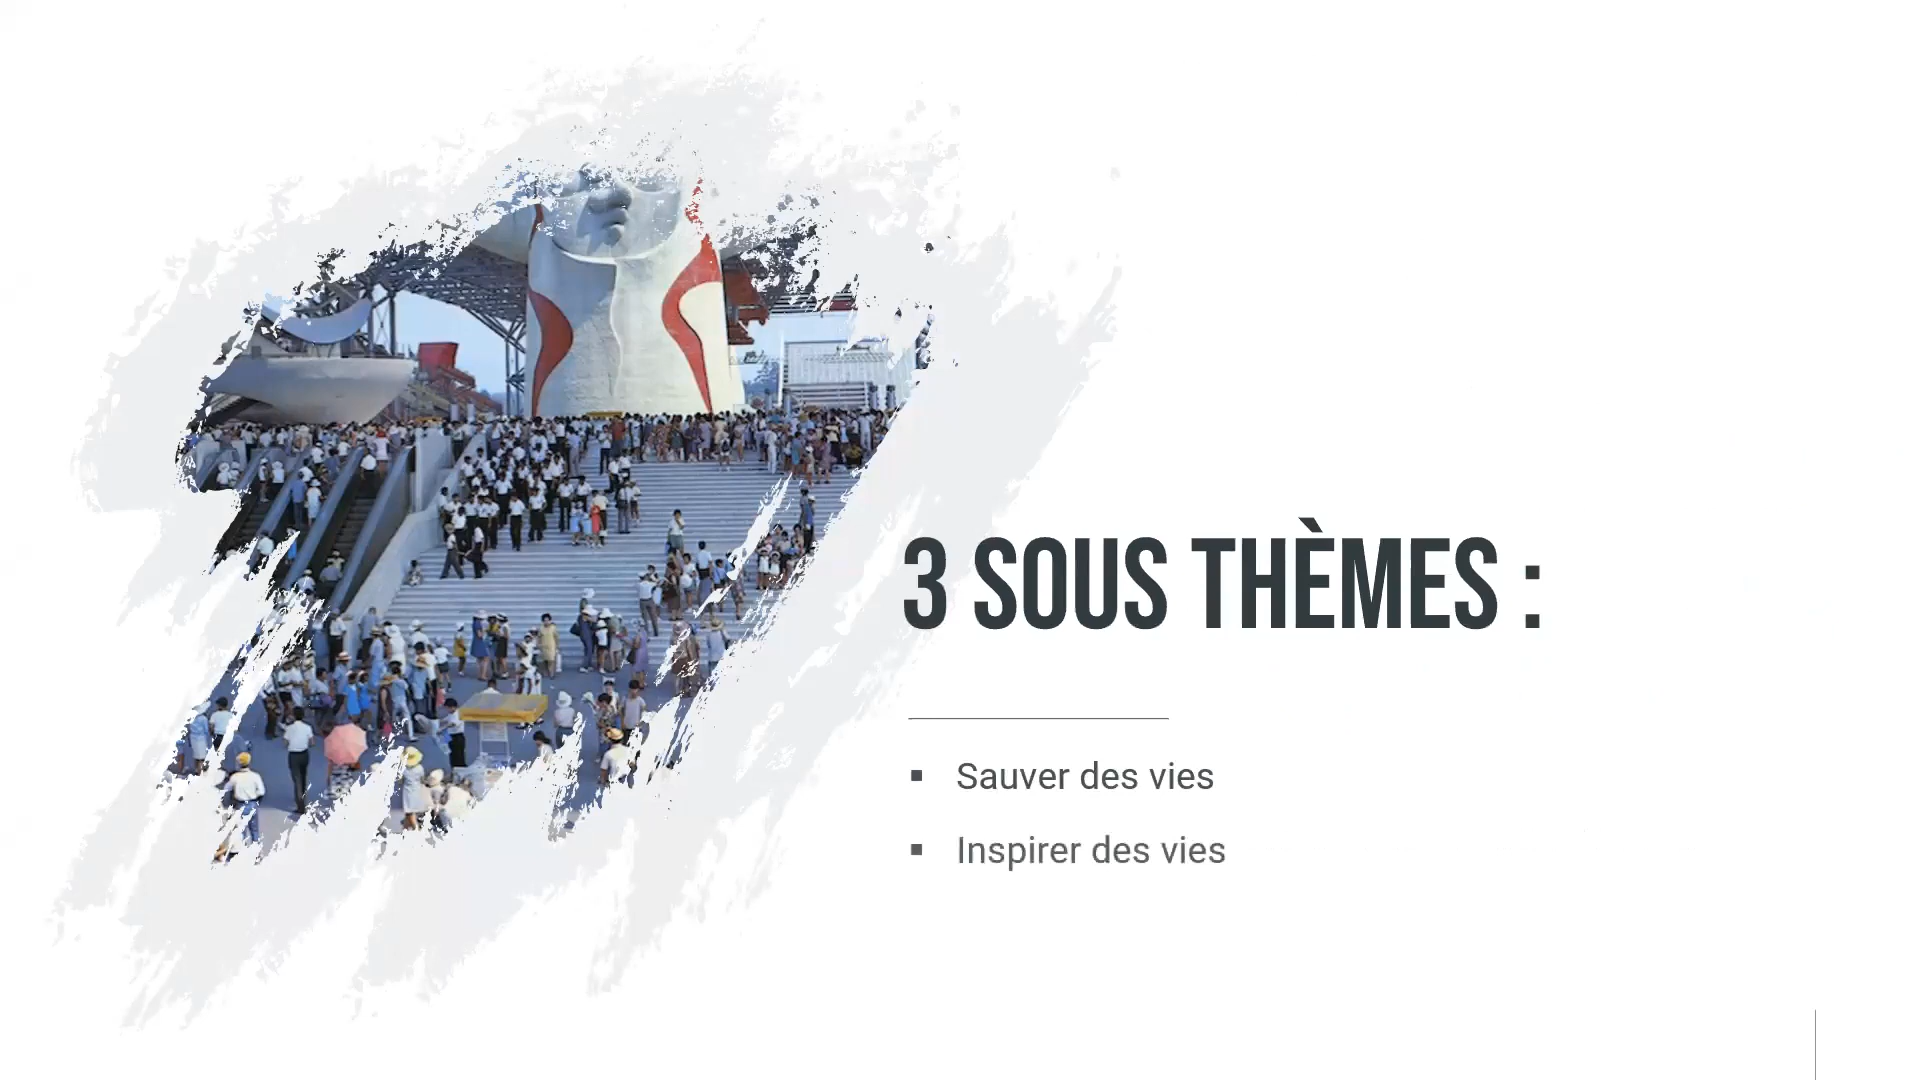 3 SOUS THÈMES :
▪ Sauver des vies
▪ Inspirer des vies